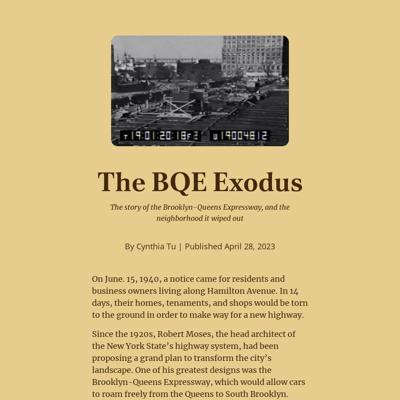 T 19:01:20:18F2 W 19004812
The BQE Exodus
The story of the Brooklyn-Queens Expressway, and the
neighborhood it wiped out
By Cynthia Tu | Published April 28, 2023
On June. 15, 1940, a notice came for residents and
business owners living along Hamilton Avenue. In 14
days, their homes, tenaments, and shops would be torn
to the ground in order to make way for a new highway.
Since the 1920s, Robert Moses, the head architect of
the New York State's highway system, had been
proposing a grand plan to transform the city's
landscape. One of his greatest designs was the
Brooklyn-Queens Expressway, which would allow cars
to roam freely from the Queens to South Brooklyn.